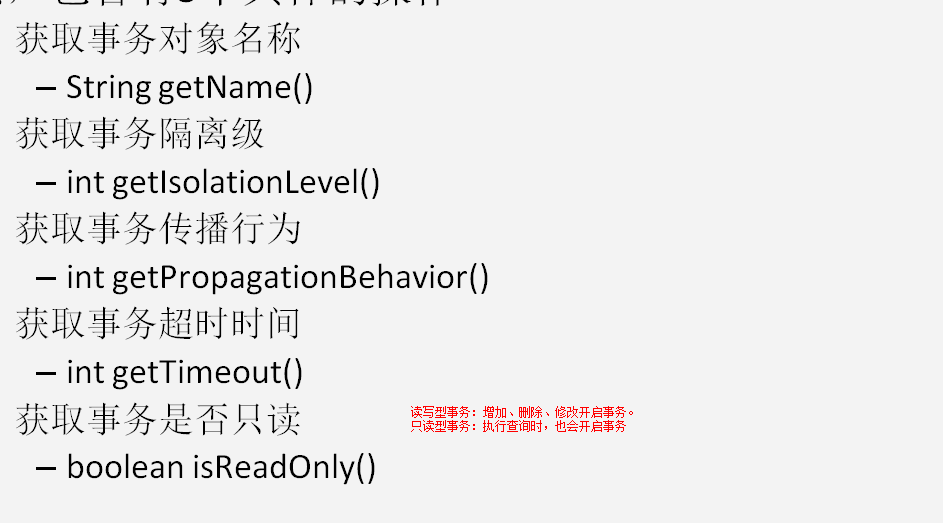 获取事务对象名称
– String getName()
获取事务隔离级
– int getIsolationLevel()
获取事务传播行为
– int getPropagationBehavior()
获取事务超时时间
– int getTimeout()
获取事务是否只读
读写型事务：增加、删除、修改开启事务。
只读型事务：执行查询时，也会开启事务
– boolean isReadOnly()